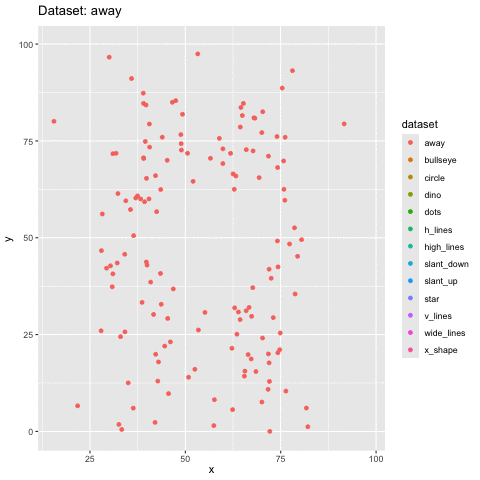 Dataset: away
100
75
50
25
0
y
25
50
75
100
x
dataset
away
bullseye
circle
dino
dots
h_lines
high_lines
slant_down
slant_up
star
v_lines
wide_lines
x_shape